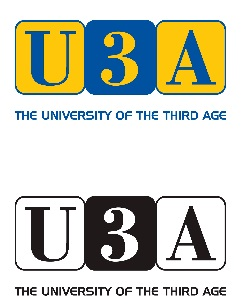 U3A
THE UNIVERSITY OF THE THIRD AGE
U3A
THE UNIVERSITY OF THE THIRD AGE